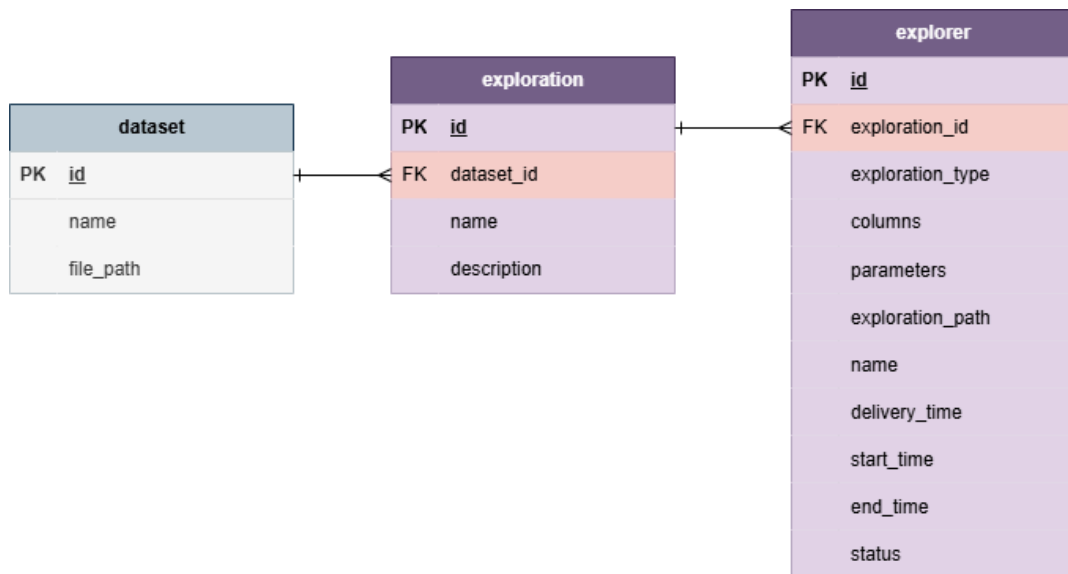 dataset
PK id
name
file_path
exploration
PK id
FK dataset_id
name
description
explorer
PK id
FK exploration_id
exploration_type
columns
parameters
exploration_path
name
delivery_time
start_time
end_time
status